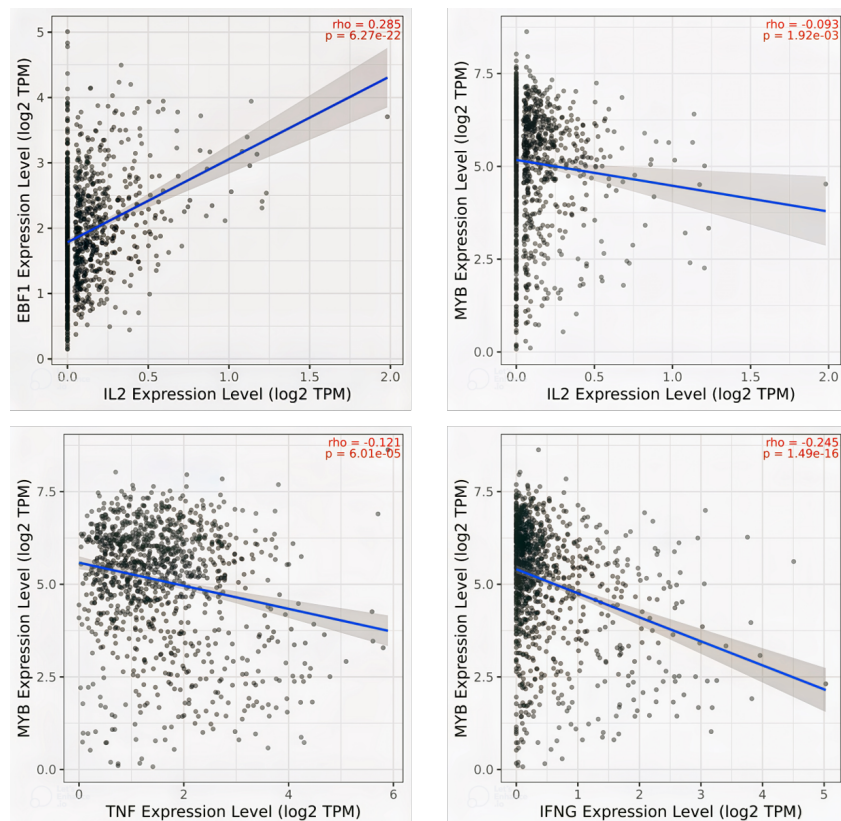 rho = 0.285
p = 6.27e-22
EBF1 Expression Level (log2 TPM)
5
4
3
2
1
0
0.0 0.5 1.0 1.5 2.0
IL2 Expression Level (log2 TPM)
rho = -0.093
p = 1.92e-03
MYB Expression Level (log2 TPM)
7.5
5.0
2.5
0.0
0.0 0.5 1.0 1.5 2.0
IL2 Expression Level (log2 TPM)
rho = -0.121
p = 6.01e-05
MYB Expression Level (log2 TPM)
7.5
5.0
2.5
0.0
0 2 4 6
TNF Expression Level (log2 TPM)
rho = -0.245
p = 1.49e-16
MYB Expression Level (log2 TPM)
7.5
5.0
2.5
0.0
0 1 2 3 4 5
IFNG Expression Level (log2 TPM)